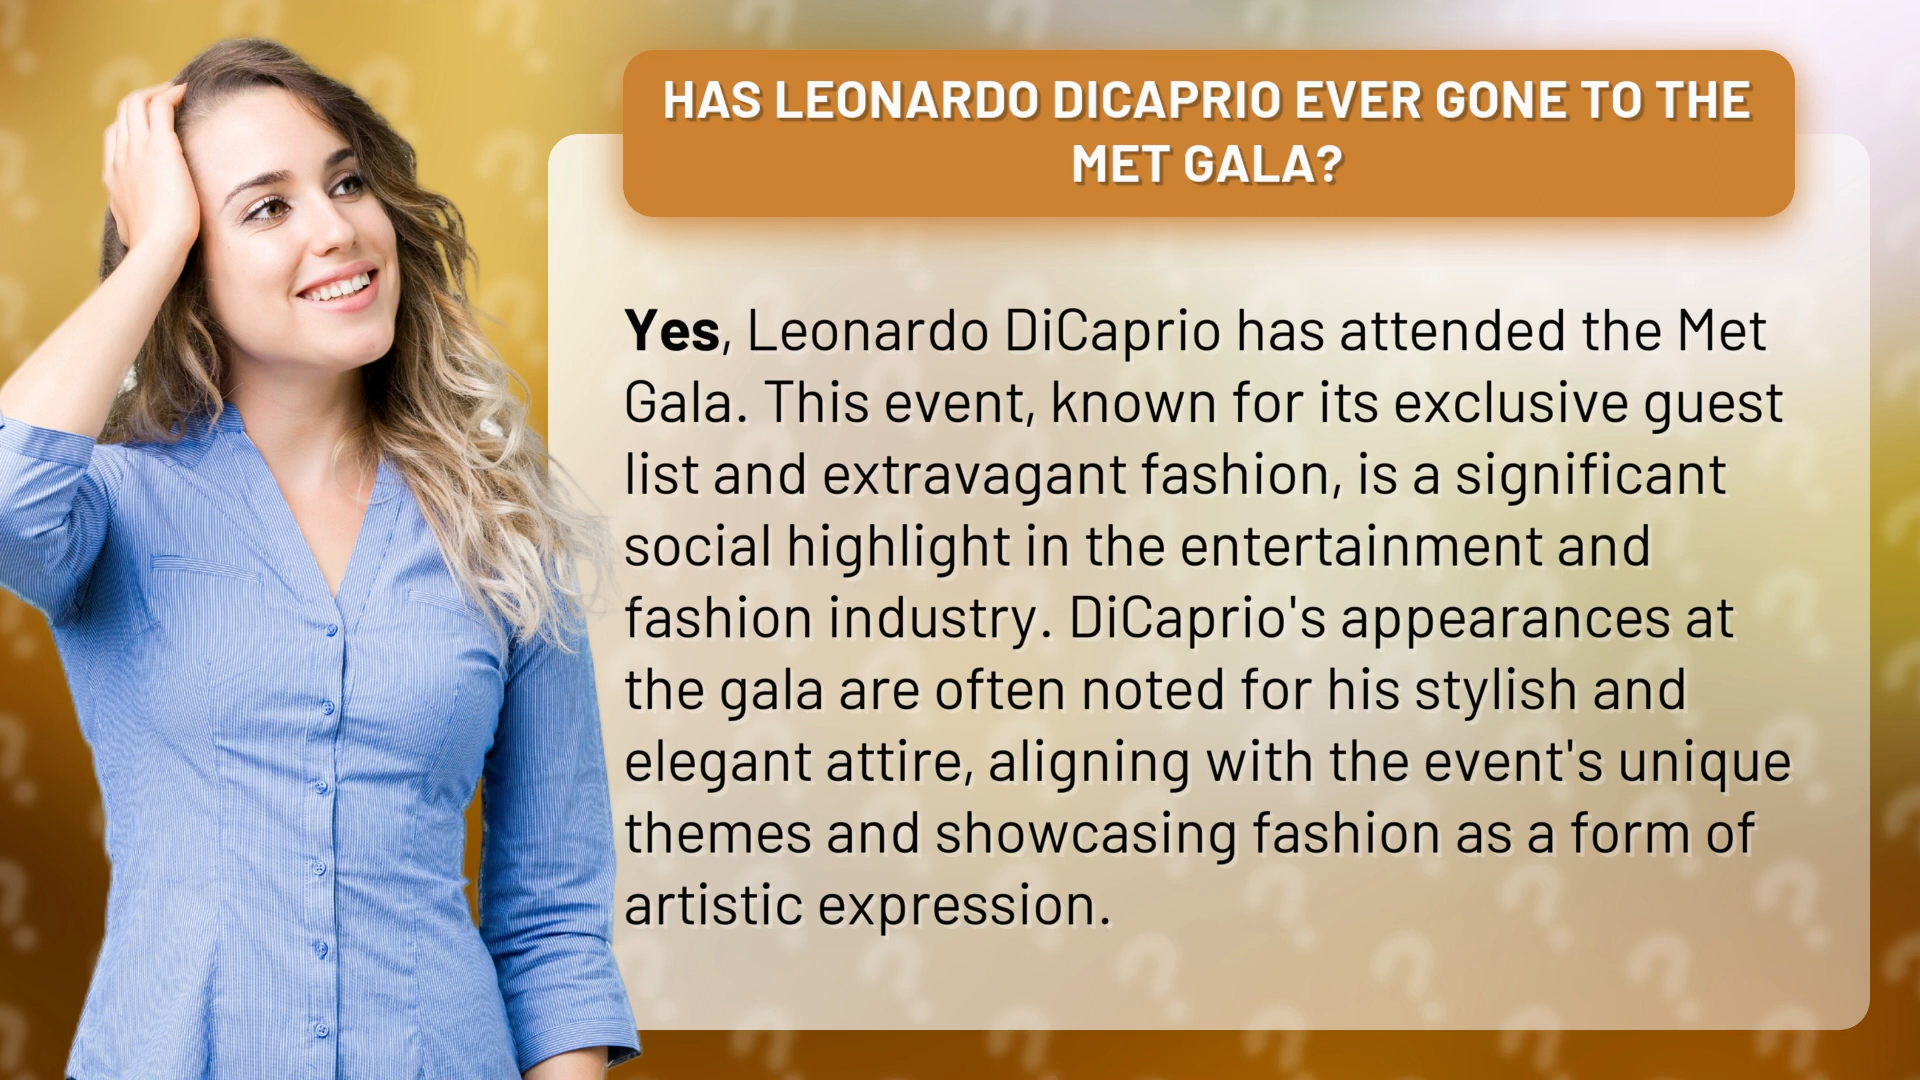 HAS LEONARDO DICAPRIO EVER GONE TO THE
MET GALA?
Yes, Leonardo DiCaprio has attended the Met
Gala. This event, known for its exclusive guest
list and extravagant fashion, is a significant
social highlight in the entertainment and
fashion industry. DiCaprio's appearances at
the gala are often noted for his stylish and
elegant attire, aligning with the event's unique
themes and showcasing fashion as a form of
artistic expression.